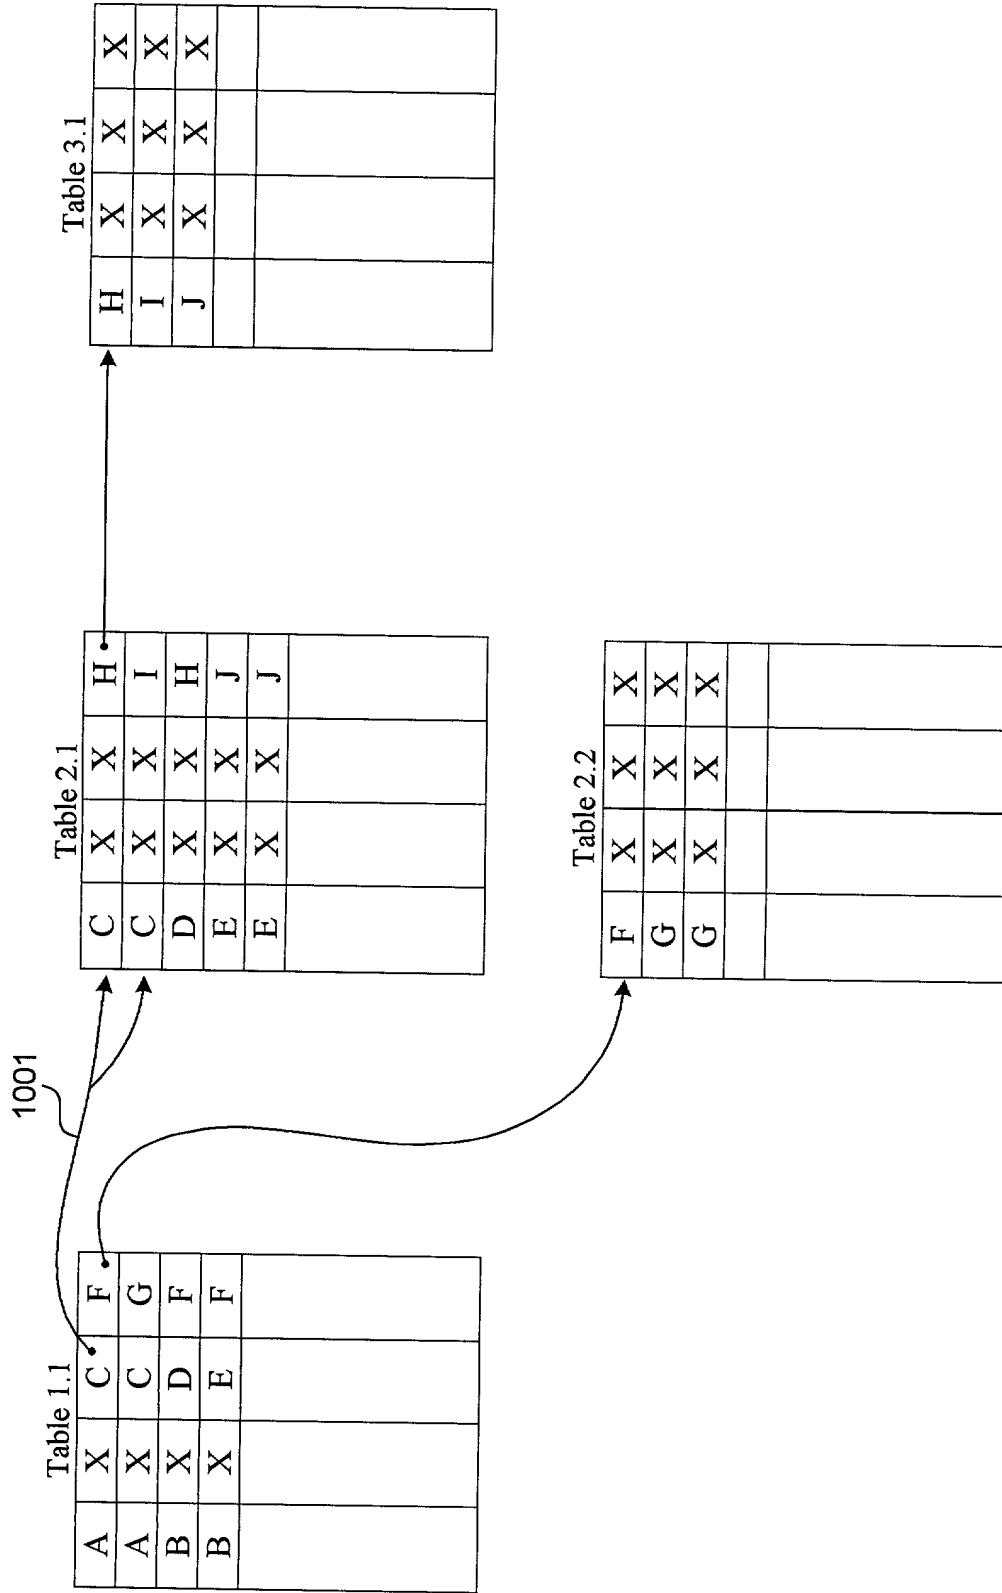 1001
Table 1.1
A X C F
A X C G
B X D F
B X E F
Table 2.1
C X X H
C X X I
D X X H
E X X J
E X X J
Table 2.2
F X X X
G X X X
G X X X
Table 3.1
H X X X
I X X X
J X X X